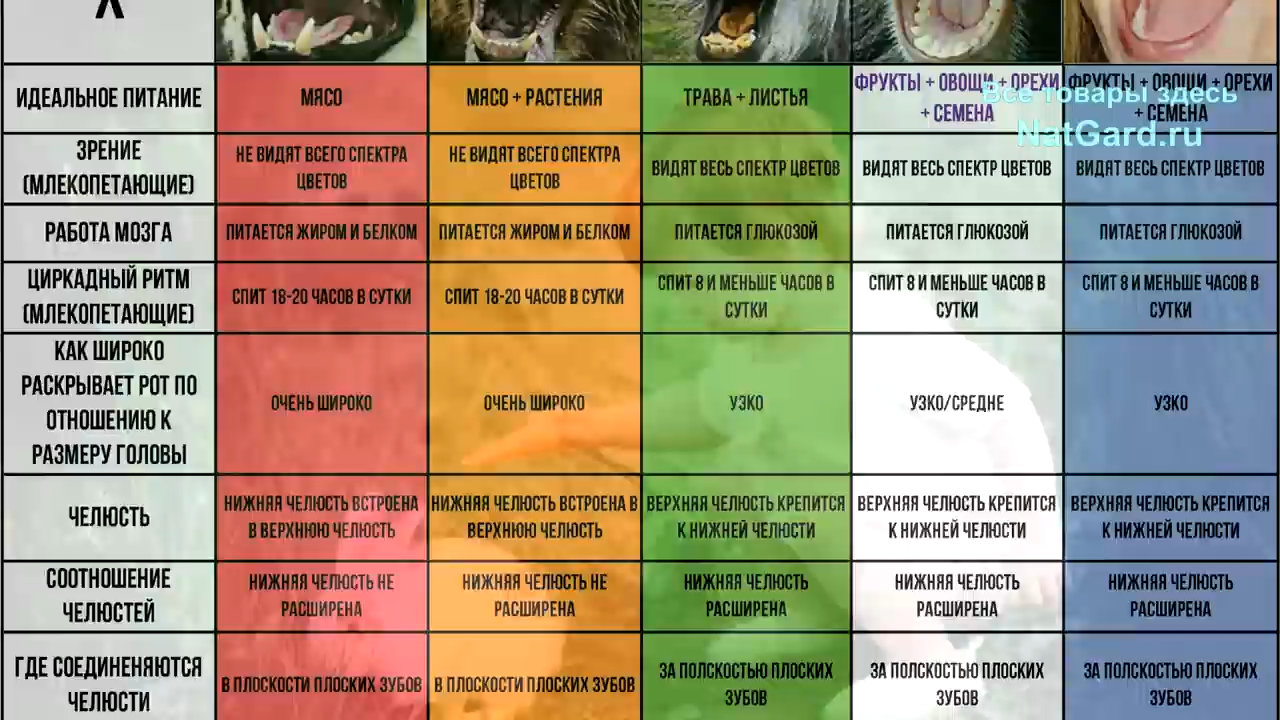 ИДЕАЛЬНОЕ ПИТАНИЕ
МЯСО
МЯСО + РАСТЕНИЯ
ТРАВА + ЛИСТЬЯ
ФРУКТЫ + ОВОЩИ + ОРЕХИ
+ СЕМЕНА
ФРУКТЫ + ОВОЩИ + ОРЕХИ
+ СЕМЕНА
Все товары здесь
NatGard.ru
ЗРЕНИЕ
(МЛЕКОПЕТАЮЩИЕ)
НЕ ВИДЯТ ВСЕГО СПЕКТРА
ЦВЕТОВ
НЕ ВИДЯТ ВСЕГО СПЕКТРА
ЦВЕТОВ
ВИДЯТ ВЕСЬ СПЕКТР ЦВЕТОВ
ВИДЯТ ВЕСЬ СПЕКТР ЦВЕТОВ
ВИДЯТ ВЕСЬ СПЕКТР ЦВЕТОВ
РАБОТА МОЗГА
ПИТАЕТСЯ ЖИРОМ И БЕЛКОМ
ПИТАЕТСЯ ЖИРОМ И БЕЛКОМ
ПИТАЕТСЯ ГЛЮКОЗОЙ
ПИТАЕТСЯ ГЛЮКОЗОЙ
ПИТАЕТСЯ ГЛЮКОЗОЙ
ЦИРКАДНЫЙ РИТМ
(МЛЕКОПЕТАЮЩИЕ)
СПИТ 18-20 ЧАСОВ В СУТКИ
СПИТ 18-20 ЧАСОВ В СУТКИ
СПИТ 8 И МЕНЬШЕ ЧАСОВ В
СУТКИ
СПИТ 8 И МЕНЬШЕ ЧАСОВ В
СУТКИ
СПИТ 8 И МЕНЬШЕ ЧАСОВ В
СУТКИ
КАК ШИРОКО
РАСКРЫВАЕТ РОТ ПО
ОТНОШЕНИЮ К
РАЗМЕРУ ГОЛОВЫ
ОЧЕНЬ ШИРОКО
ОЧЕНЬ ШИРОКО
УЗКО
УЗКО/СРЕДНЕ
УЗКО
ЧЕЛЮСТЬ
НИЖНЯЯ ЧЕЛЮСТЬ ВСТРОЕНА
В ВЕРХНЮЮ ЧЕЛЮСТЬ
НИЖНЯЯ ЧЕЛЮСТЬ ВСТРОЕНА В
ВЕРХНЮЮ ЧЕЛЮСТЬ
ВЕРХНЯЯ ЧЕЛЮСТЬ КРЕПИТСЯ
К НИЖНЕЙ ЧЕЛЮСТИ
ВЕРХНЯЯ ЧЕЛЮСТЬ КРЕПИТСЯ
К НИЖНЕЙ ЧЕЛЮСТИ
ВЕРХНЯЯ ЧЕЛЮСТЬ КРЕПИТСЯ
К НИЖНЕЙ ЧЕЛЮСТИ
СООТНОШЕНИЕ
ЧЕЛЮСТЕЙ
НИЖНЯЯ ЧЕЛЮСТЬ НЕ
РАСШИРЕНА
НИЖНЯЯ ЧЕЛЮСТЬ НЕ
РАСШИРЕНА
НИЖНЯЯ ЧЕЛЮСТЬ
РАСШИРЕНА
НИЖНЯЯ ЧЕЛЮСТЬ
РАСШИРЕНА
НИЖНЯЯ ЧЕЛЮСТЬ
РАСШИРЕНА
ГДЕ СОЕДИНЕНЯЮТСЯ
ЧЕЛЮСТИ
В ПЛОСКОСТИ ПЛОСКИХ ЗУБОВ
В ПЛОСКОСТИ ПЛОСКИХ ЗУБОВ
ЗА ПОЛСКОСТЬЮ ПЛОСКИХ
ЗУБОВ
ЗА ПОЛСКОСТЬЮ ПЛОСКИХ
ЗУБОВ
ЗА ПОЛСКОСТЬЮ ПЛОСКИХ
ЗУБОВ